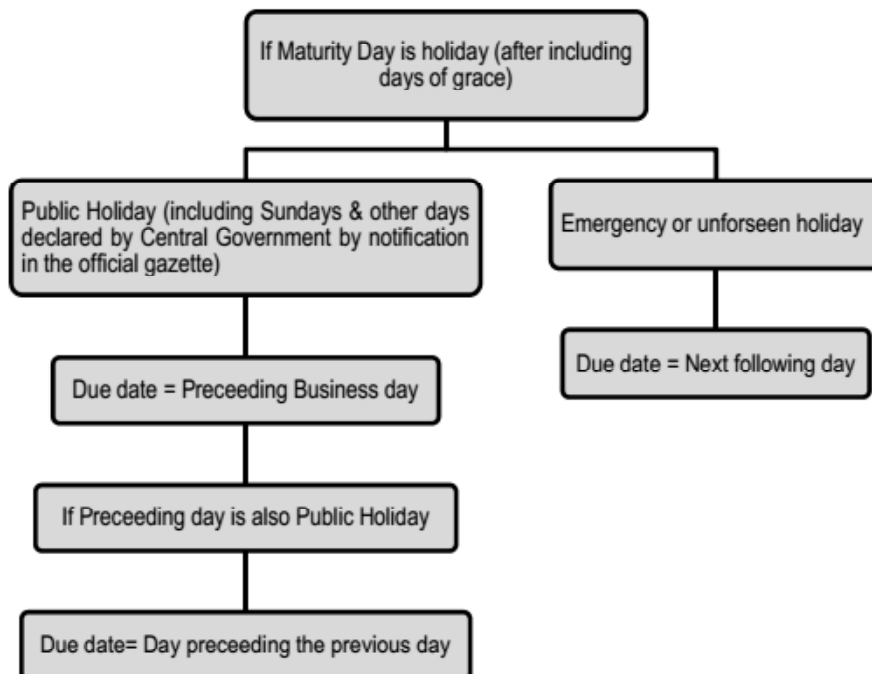 If Maturity Day is holiday (after including
days of grace)
Public Holiday (including Sundays & other days
declared by Central Government by notification
in the official gazette)
Emergency or unforseen holiday
Due date = Preceeding Business day
Due date = Next following day
If Preceeding day is also Public Holiday
Due date= Day preceeding the previous day